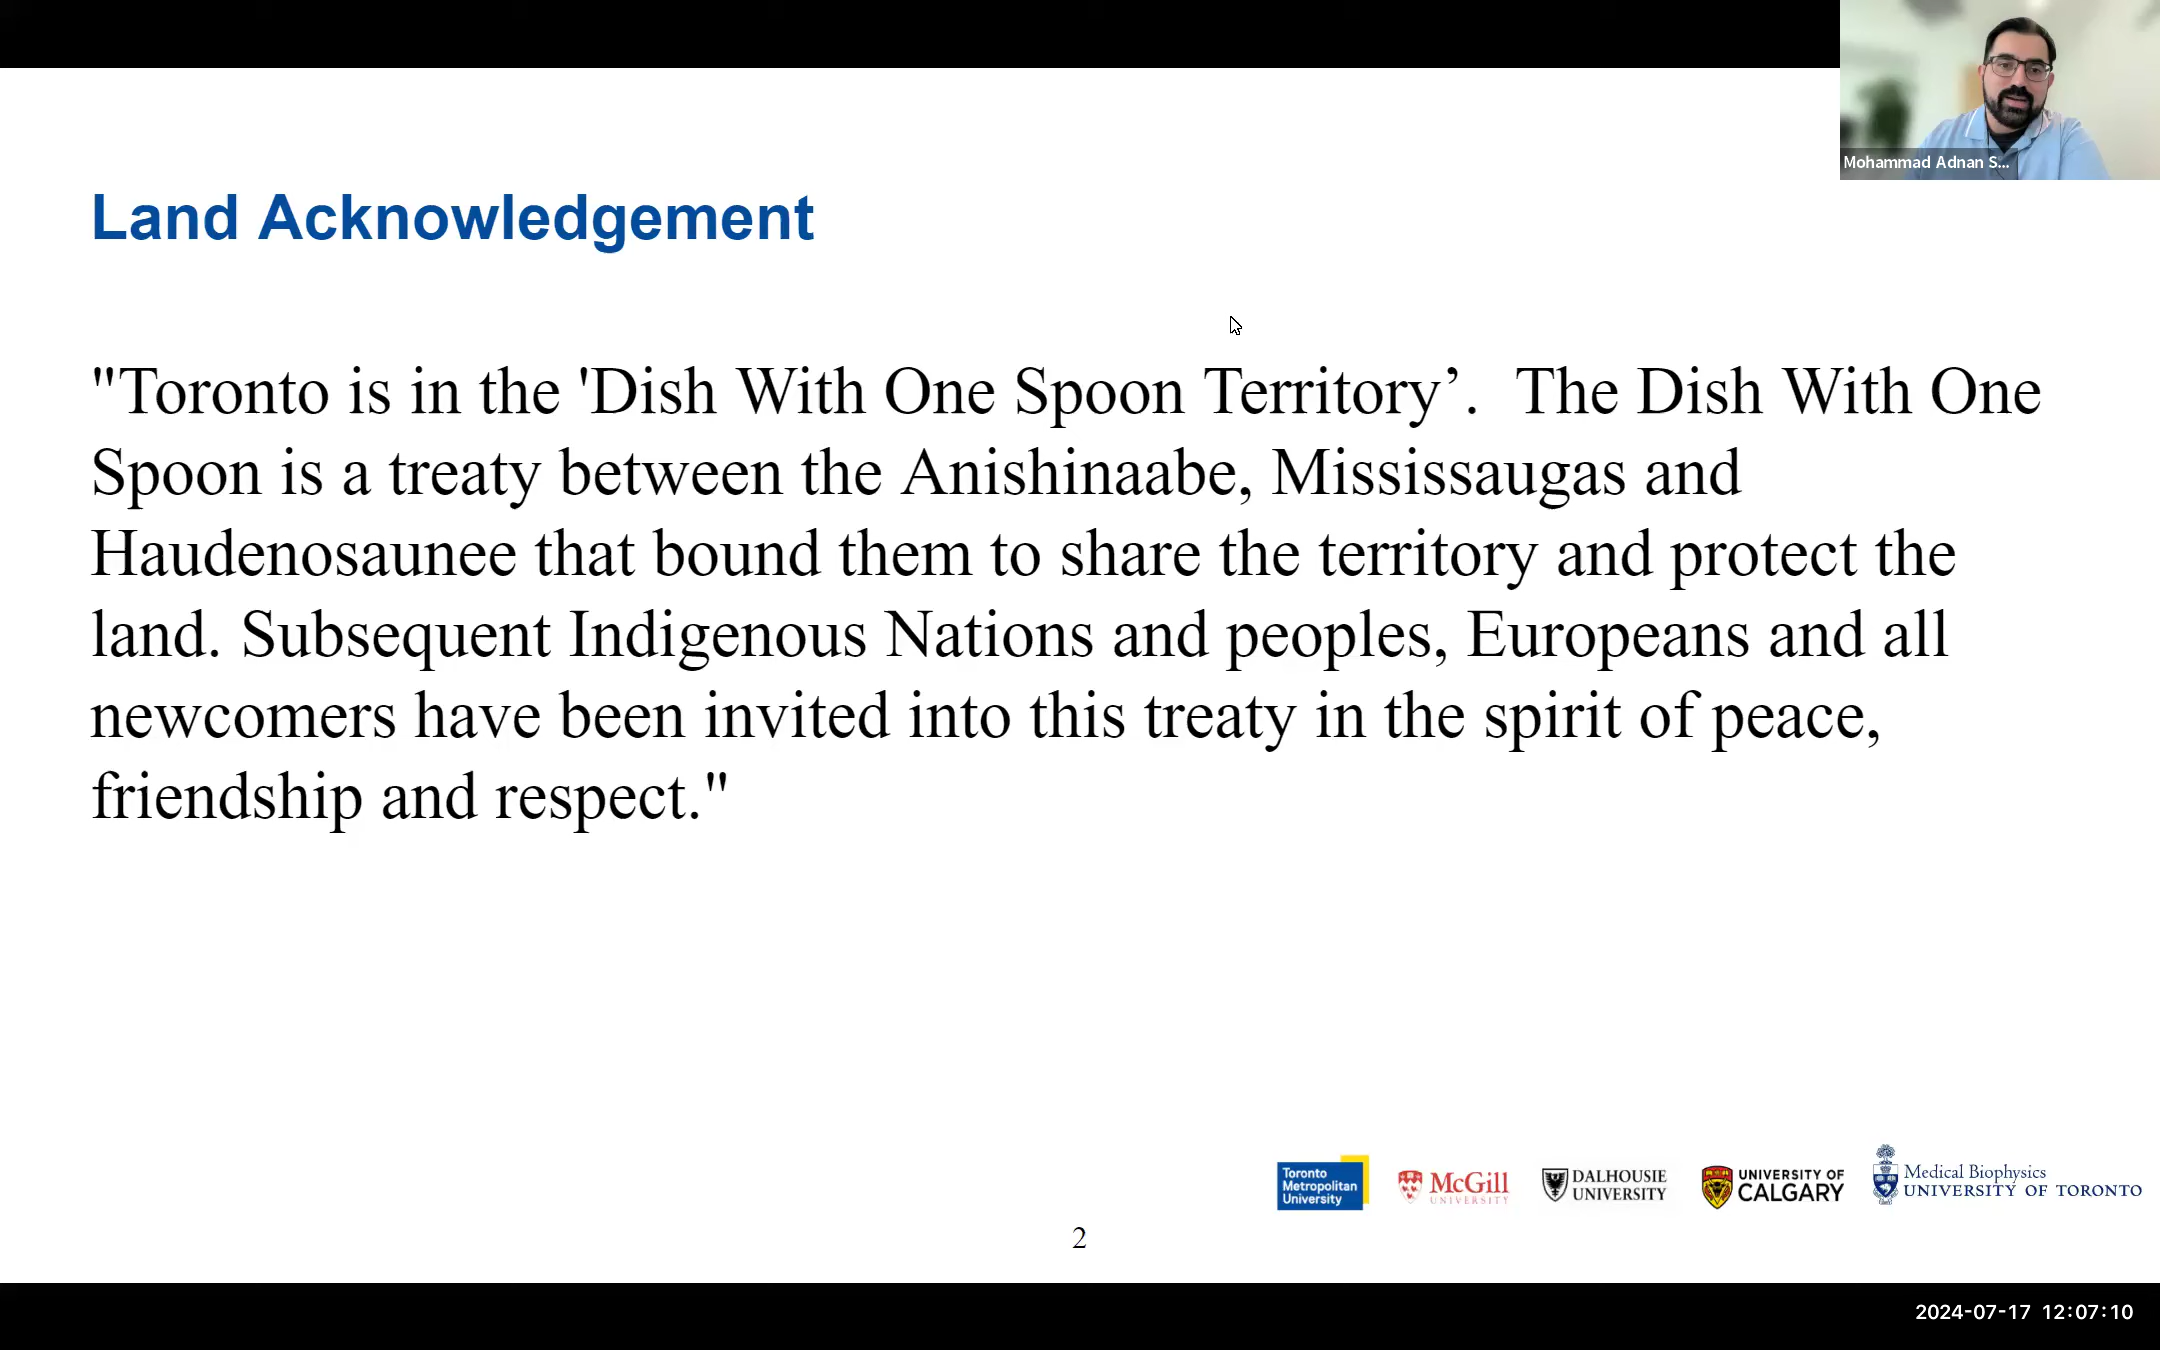 Mohammad Adnan S...
Land Acknowledgement
"Toronto is in the 'Dish With One Spoon Territory’.  The Dish With One
Spoon is a treaty between the Anishinaabe, Mississaugas and
Haudenosaunee that bound them to share the territory and protect the
land. Subsequent Indigenous Nations and peoples, Europeans and all
newcomers have been invited into this treaty in the spirit of peace,
friendship and respect."
Toronto
Metropolitan
University
McGill
UNIVERSITY
DALHOUSIE
UNIVERSITY
UNIVERSITY OF
CALGARY
Medical Biophysics
UNIVERSITY OF TORONTO
2
2024-07-17 12:07:10